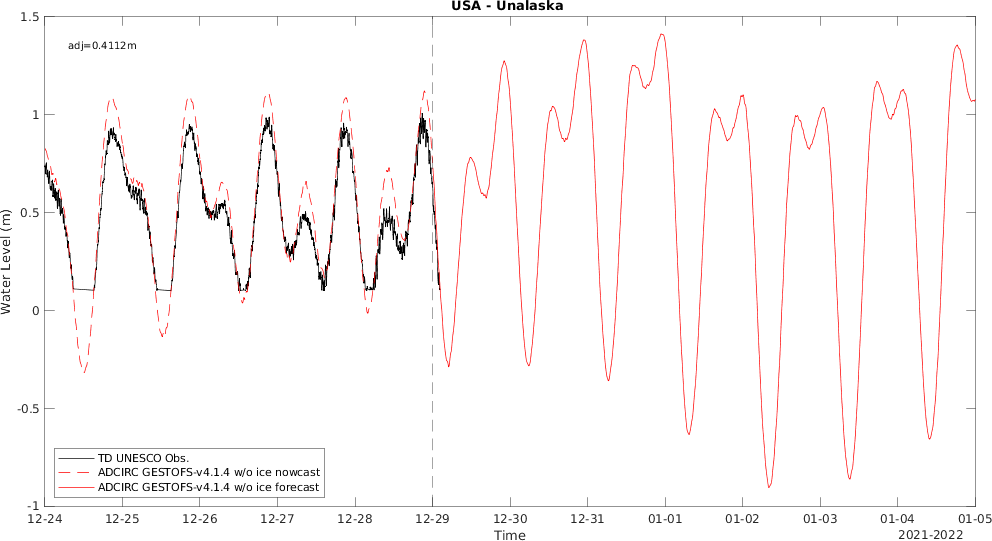 USA - Unalaska
adj=0.4112m
1.5
1
0.5
0
-0.5
-1
Water Level (m)
TD UNESCO Obs.
ADCIRC GESTOFS-v4.1.4 w/o ice nowcast
ADCIRC GESTOFS-v4.1.4 w/o ice forecast
12-24 12-25 12-26 12-27 12-28 12-29 12-30 12-31 01-01 01-02 01-03 01-04 01-05
Time
2021-2022